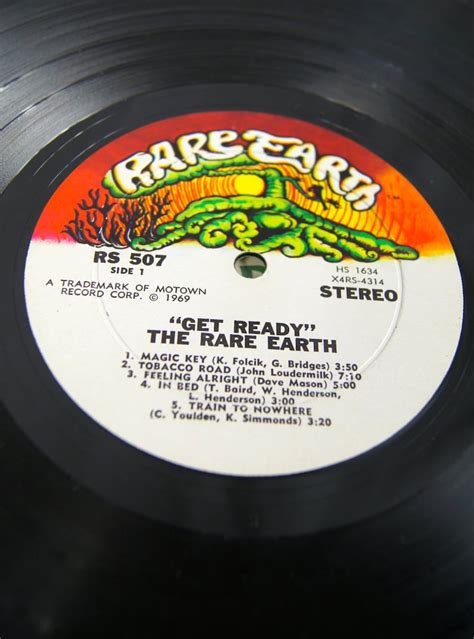 RARE EARTH
RS 507
SIDE 1
A TRADEMARK OF MOTOWN
RECORD CORP. © 1969
HS 1634
X4RS-4314
STEREO
"GET READY"
THE RARE EARTH
1. MAGIC KEY (K. Folcik, G. Bridges) 3:50
2. TOBACCO ROAD (John Loudermilk) 7:10
3. FEELING ALRIGHT (Dave Mason) 5:00
4. IN BED (T. Baird, W. Henderson,
L. Henderson) 3:00
5. TRAIN TO NOWHERE
(C. Youlden, K. Simmonds) 3:20